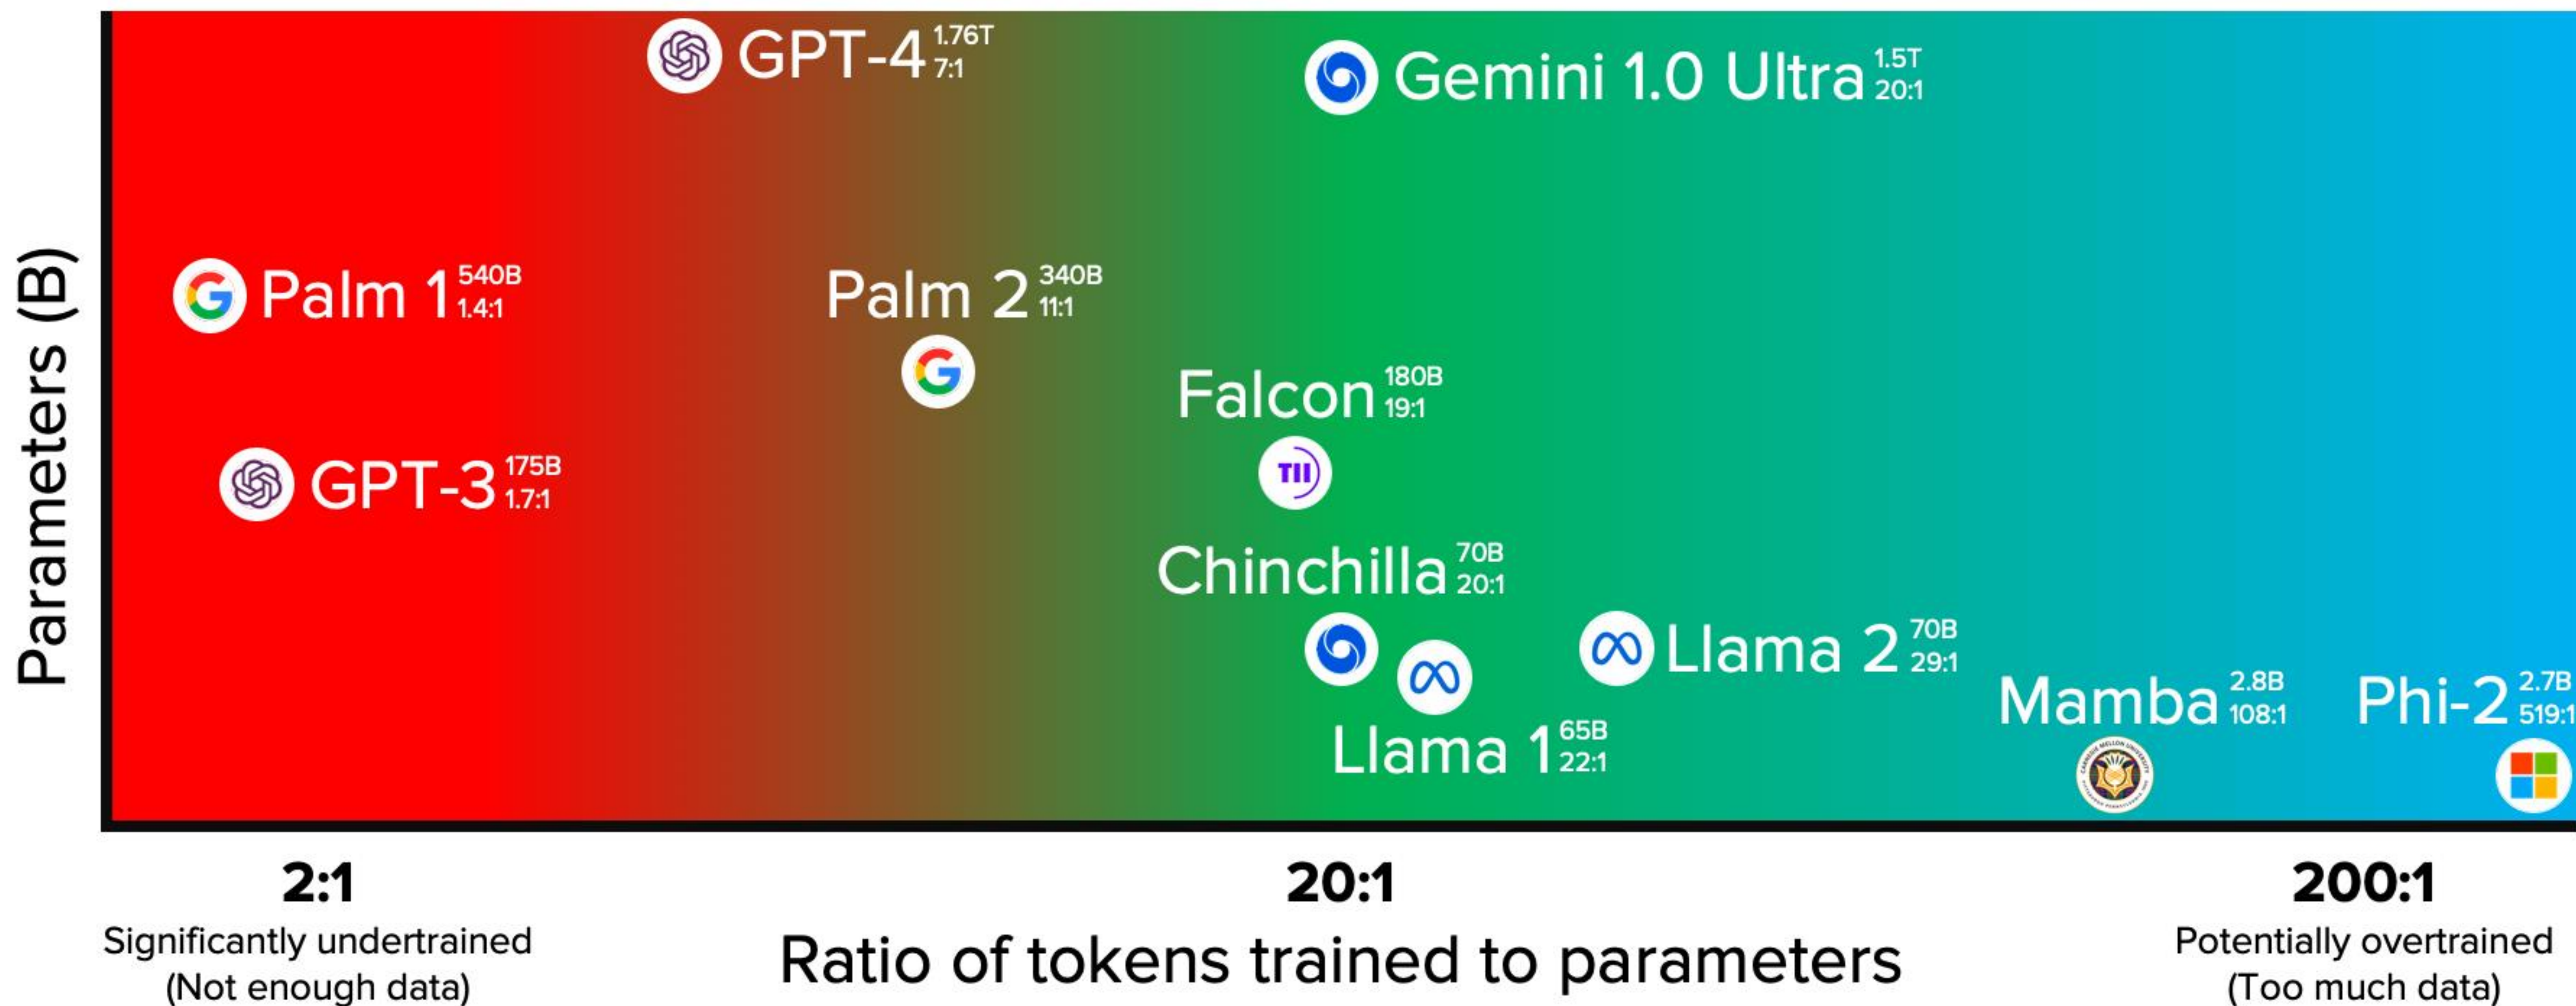 GPT-4 1.76T
7:1
Gemini 1.0 Ultra 1.5T
20:1
Parameters (B)
Palm 1 540B
1.4:1
Palm 2 340B
11:1
Falcon 180B
19:1
TII
GPT-3 175B
1.7:1
Chinchilla 70B
20:1
Llama 2 70B
29:1
Llama 1 65B
22:1
Mamba 2.8B
108:1
Phi-2 2.7B
519:1
2:1
Significantly undertrained
(Not enough data)
20:1
Ratio of tokens trained to parameters
200:1
Potentially overtrained
(Too much data)